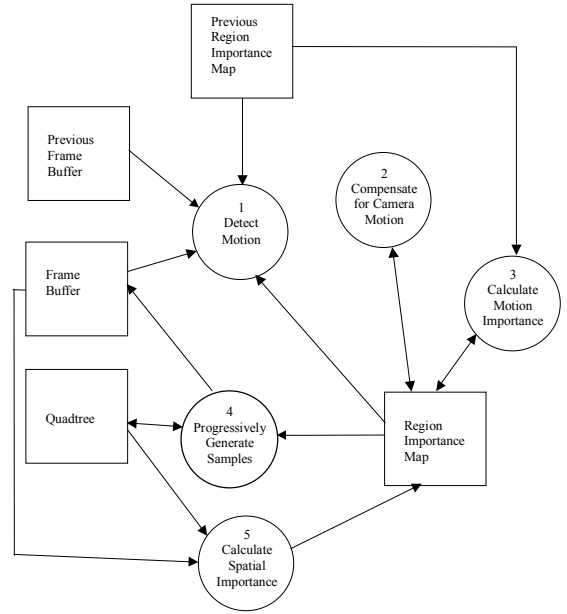 Previous
Region
Importance
Map
Previous
Frame
Buffer
2
Compensate
for Camera
Motion
1
Detect
Motion
Frame
Buffer
3
Calculate
Motion
Importance
Quadtree
4
Progressively
Generate
Samples
Region
Importance
Map
5
Calculate
Spatial
Importance